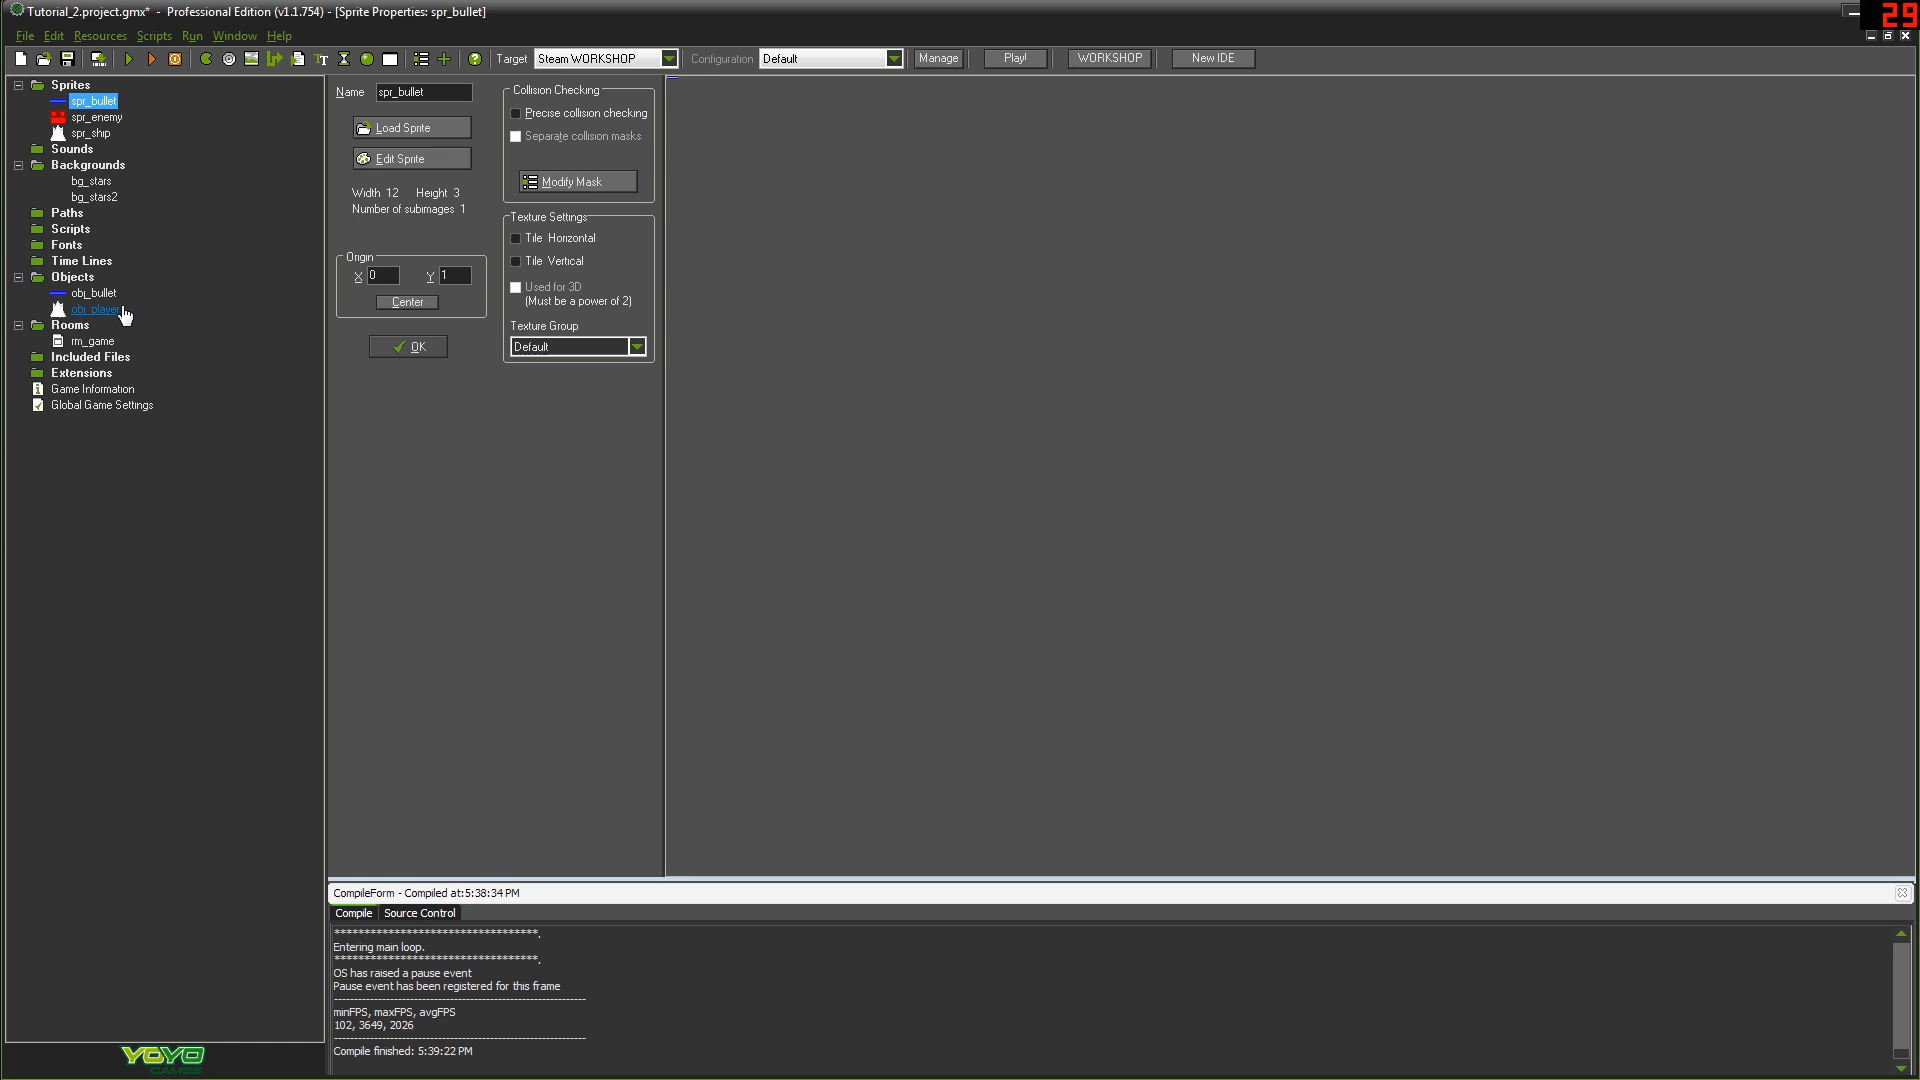 Tutorial_2.project.gmx* - Professional Edition (v1.1.754) - [Sprite Properties: spr_bullet]
29
File Edit Resources Scripts Run Window Help
Target Steam WORKSHOP Configuration Default Manage Play! WORKSHOP New IDE
Sprites
spr_bullet
spr_enemy
spr_ship
Sounds
Backgrounds
bg_stars
bg_stars2
Paths
Scripts
Fonts
Time Lines
Objects
obj_bullet
obj_player
Rooms
rm_game
Included Files
Extensions
Game Information
Global Game Settings
YOYO
GAMES
Name spr_bullet
Load Sprite
Edit Sprite
Width 12 Height 3
Number of subimages 1
Origin
X 0 Y 1
Center
OK
Collision Checking
Precise collision checking
Separate collision masks
Modify Mask
Texture Settings
Tile: Horizontal
Tile: Vertical
Used for 3D
(Must be a power of 2)
Texture Group
Default
CompileForm - Compiled at:5:38:34 PM
Compile Source Control
**********************************.
Entering main loop.
**********************************.
OS has raised a pause event
Pause event has been registered for this frame
---------------------------------------------------------------
minFPS, maxFPS, avgFPS
102, 3649, 2026
---------------------------------------------------------------
Compile finished: 5:39:22 PM